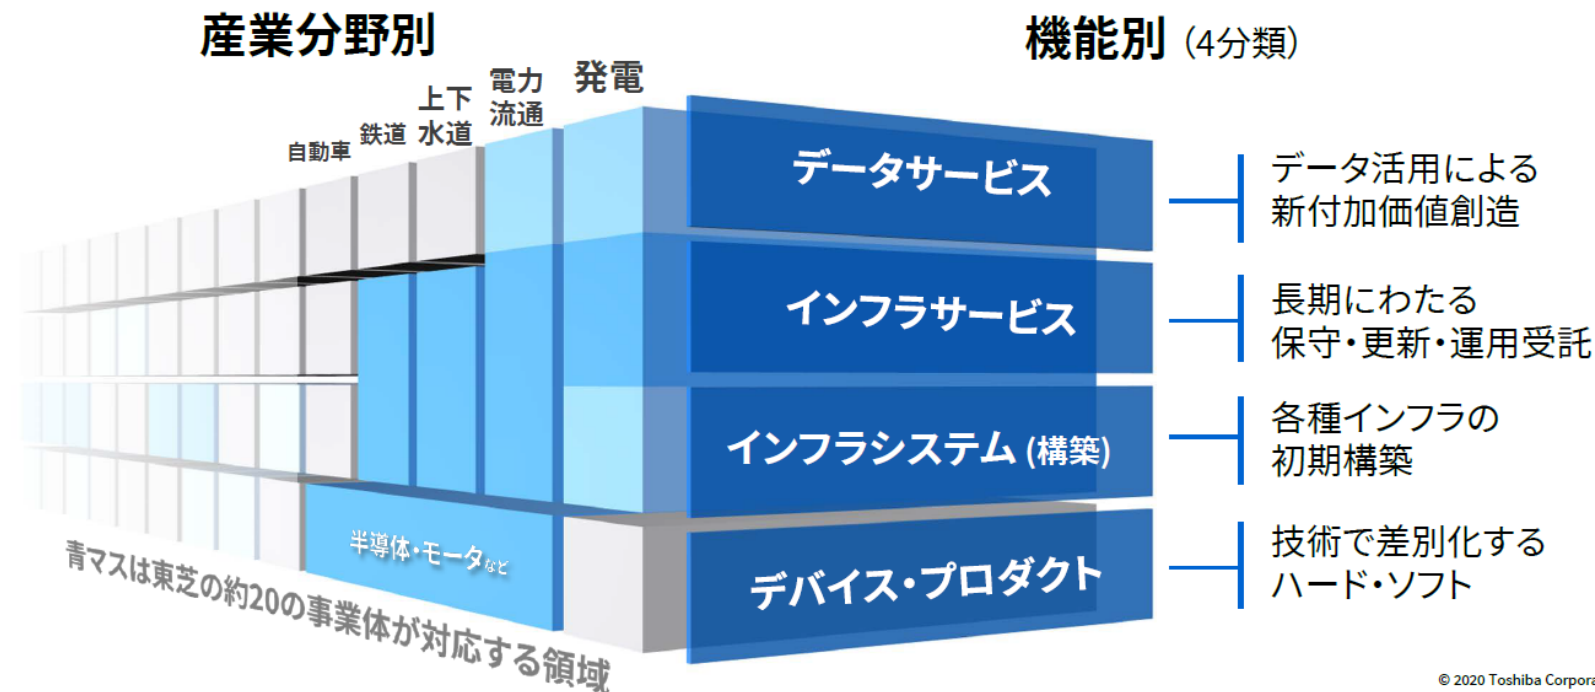 産業分野別
機能別 (4分類)
自動車
鉄道
上下
水道
電力
流通
発電
データサービス
データ活用による
新付加価値創造
インフラサービス
長期にわたる
保守・更新・運用受託
インフラシステム (構築)
各種インフラの
初期構築
半導体・モータなど
デバイス・プロダクト
技術で差別化する
ハード・ソフト
青マスは東芝の約20の事業体が対応する領域
© 2020 Toshiba Corpora